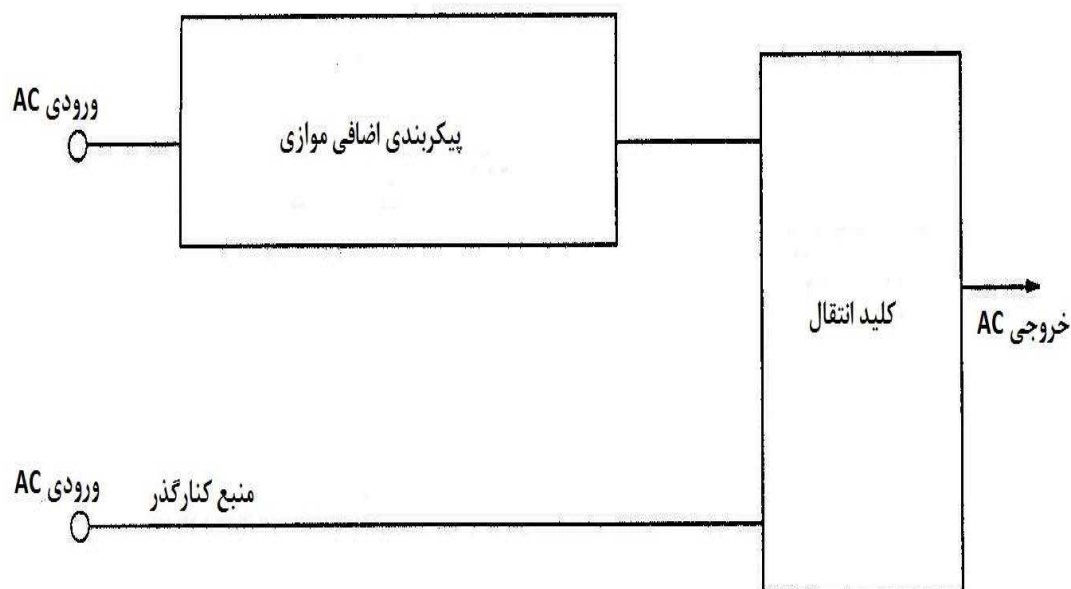 ورودی AC
پیکربندی اضافی موازی
کلید انتقال
خروجی AC
ورودی AC
منبع کنارگذر